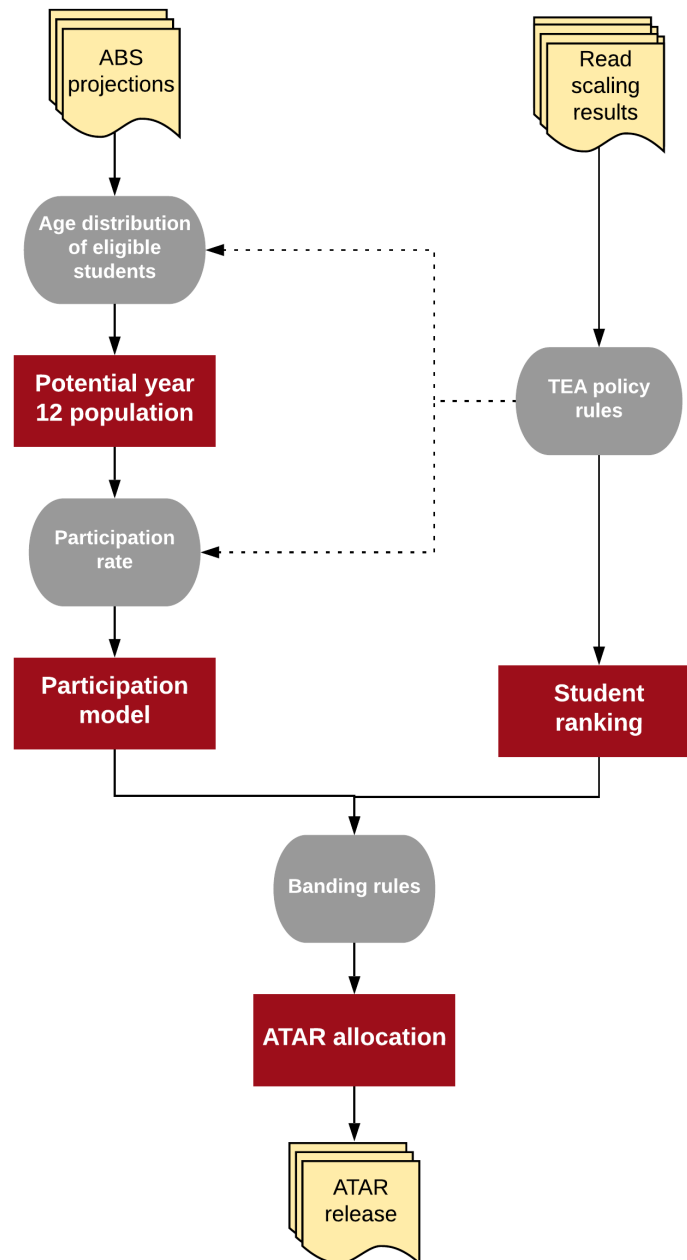 ABS
projections
Read
scaling
results
Age distribution
of eligible
students
Potential year
12 population
TEA policy
rules
Participation
rate
Participation
model
Student
ranking
Banding rules
ATAR allocation
ATAR
release